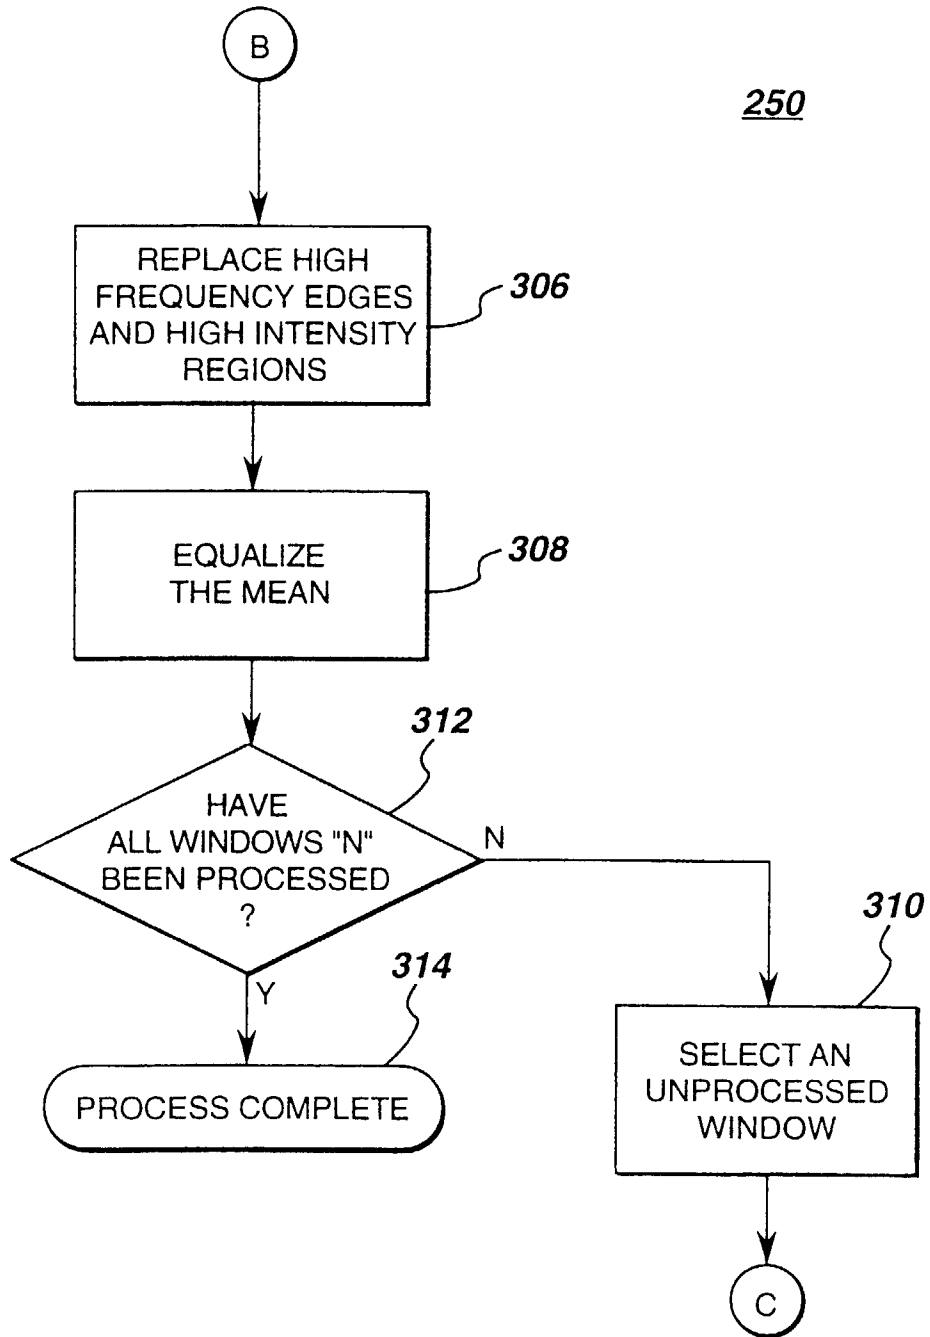 B
250
REPLACE HIGH
FREQUENCY EDGES
AND HIGH INTENSITY
REGIONS
306
EQUALIZE
THE MEAN
308
312
HAVE
ALL WINDOWS "N"
BEEN PROCESSED
?
N
Y
314
PROCESS COMPLETE
310
SELECT AN
UNPROCESSED
WINDOW
C